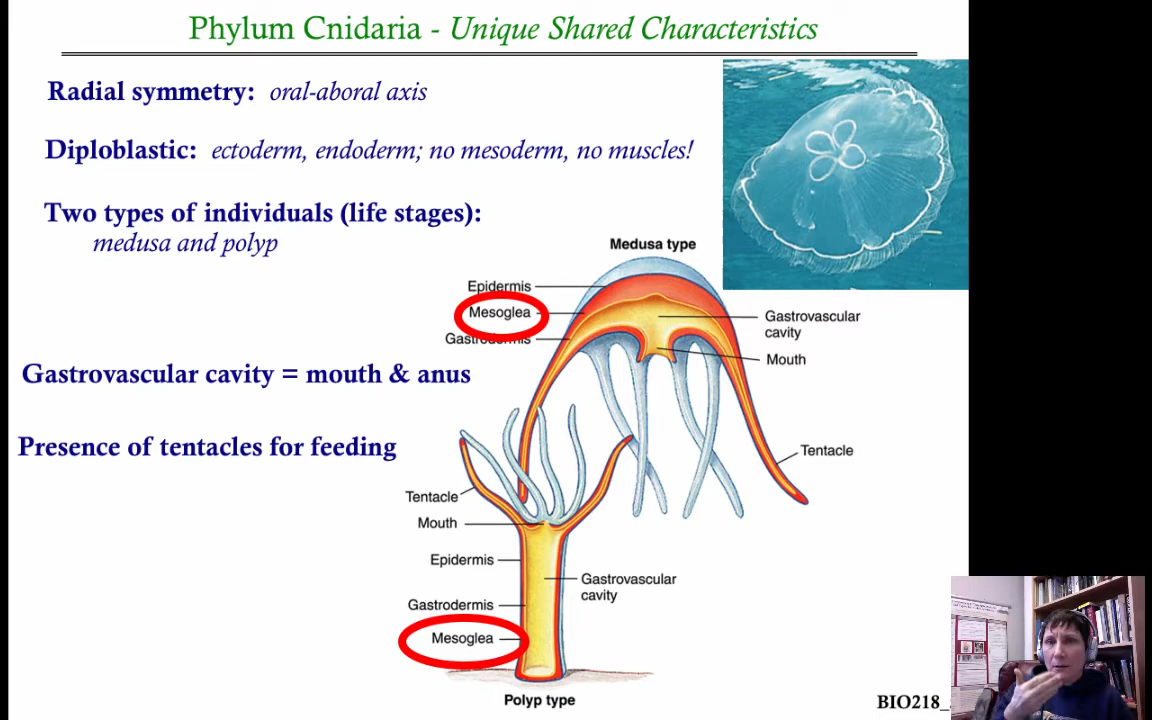 Phylum Cnidaria - Unique Shared Characteristics
Radial symmetry: oral-aboral axis
Diploblastic: ectoderm, endoderm; no mesoderm, no muscles!
Two types of individuals (life stages):
medusa and polyp
Medusa type
Epidermis
Mesoglea
Gastrodermis
Gastrovascular
cavity
Mouth
Gastrovascular cavity = mouth & anus
Presence of tentacles for feeding
Tentacle
Tentacle
Mouth
Epidermis
Gastrovascular
cavity
Gastrodermis
Mesoglea
Polyp type
BIO218_